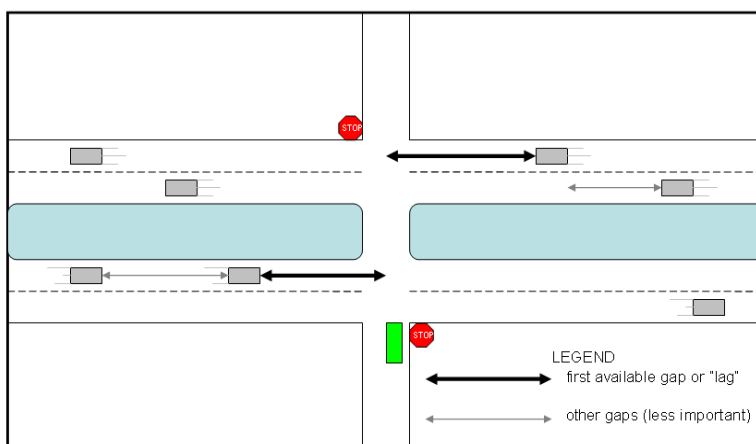 STOP
STOP
LEGEND
first available gap or "lag"
other gaps (less important)